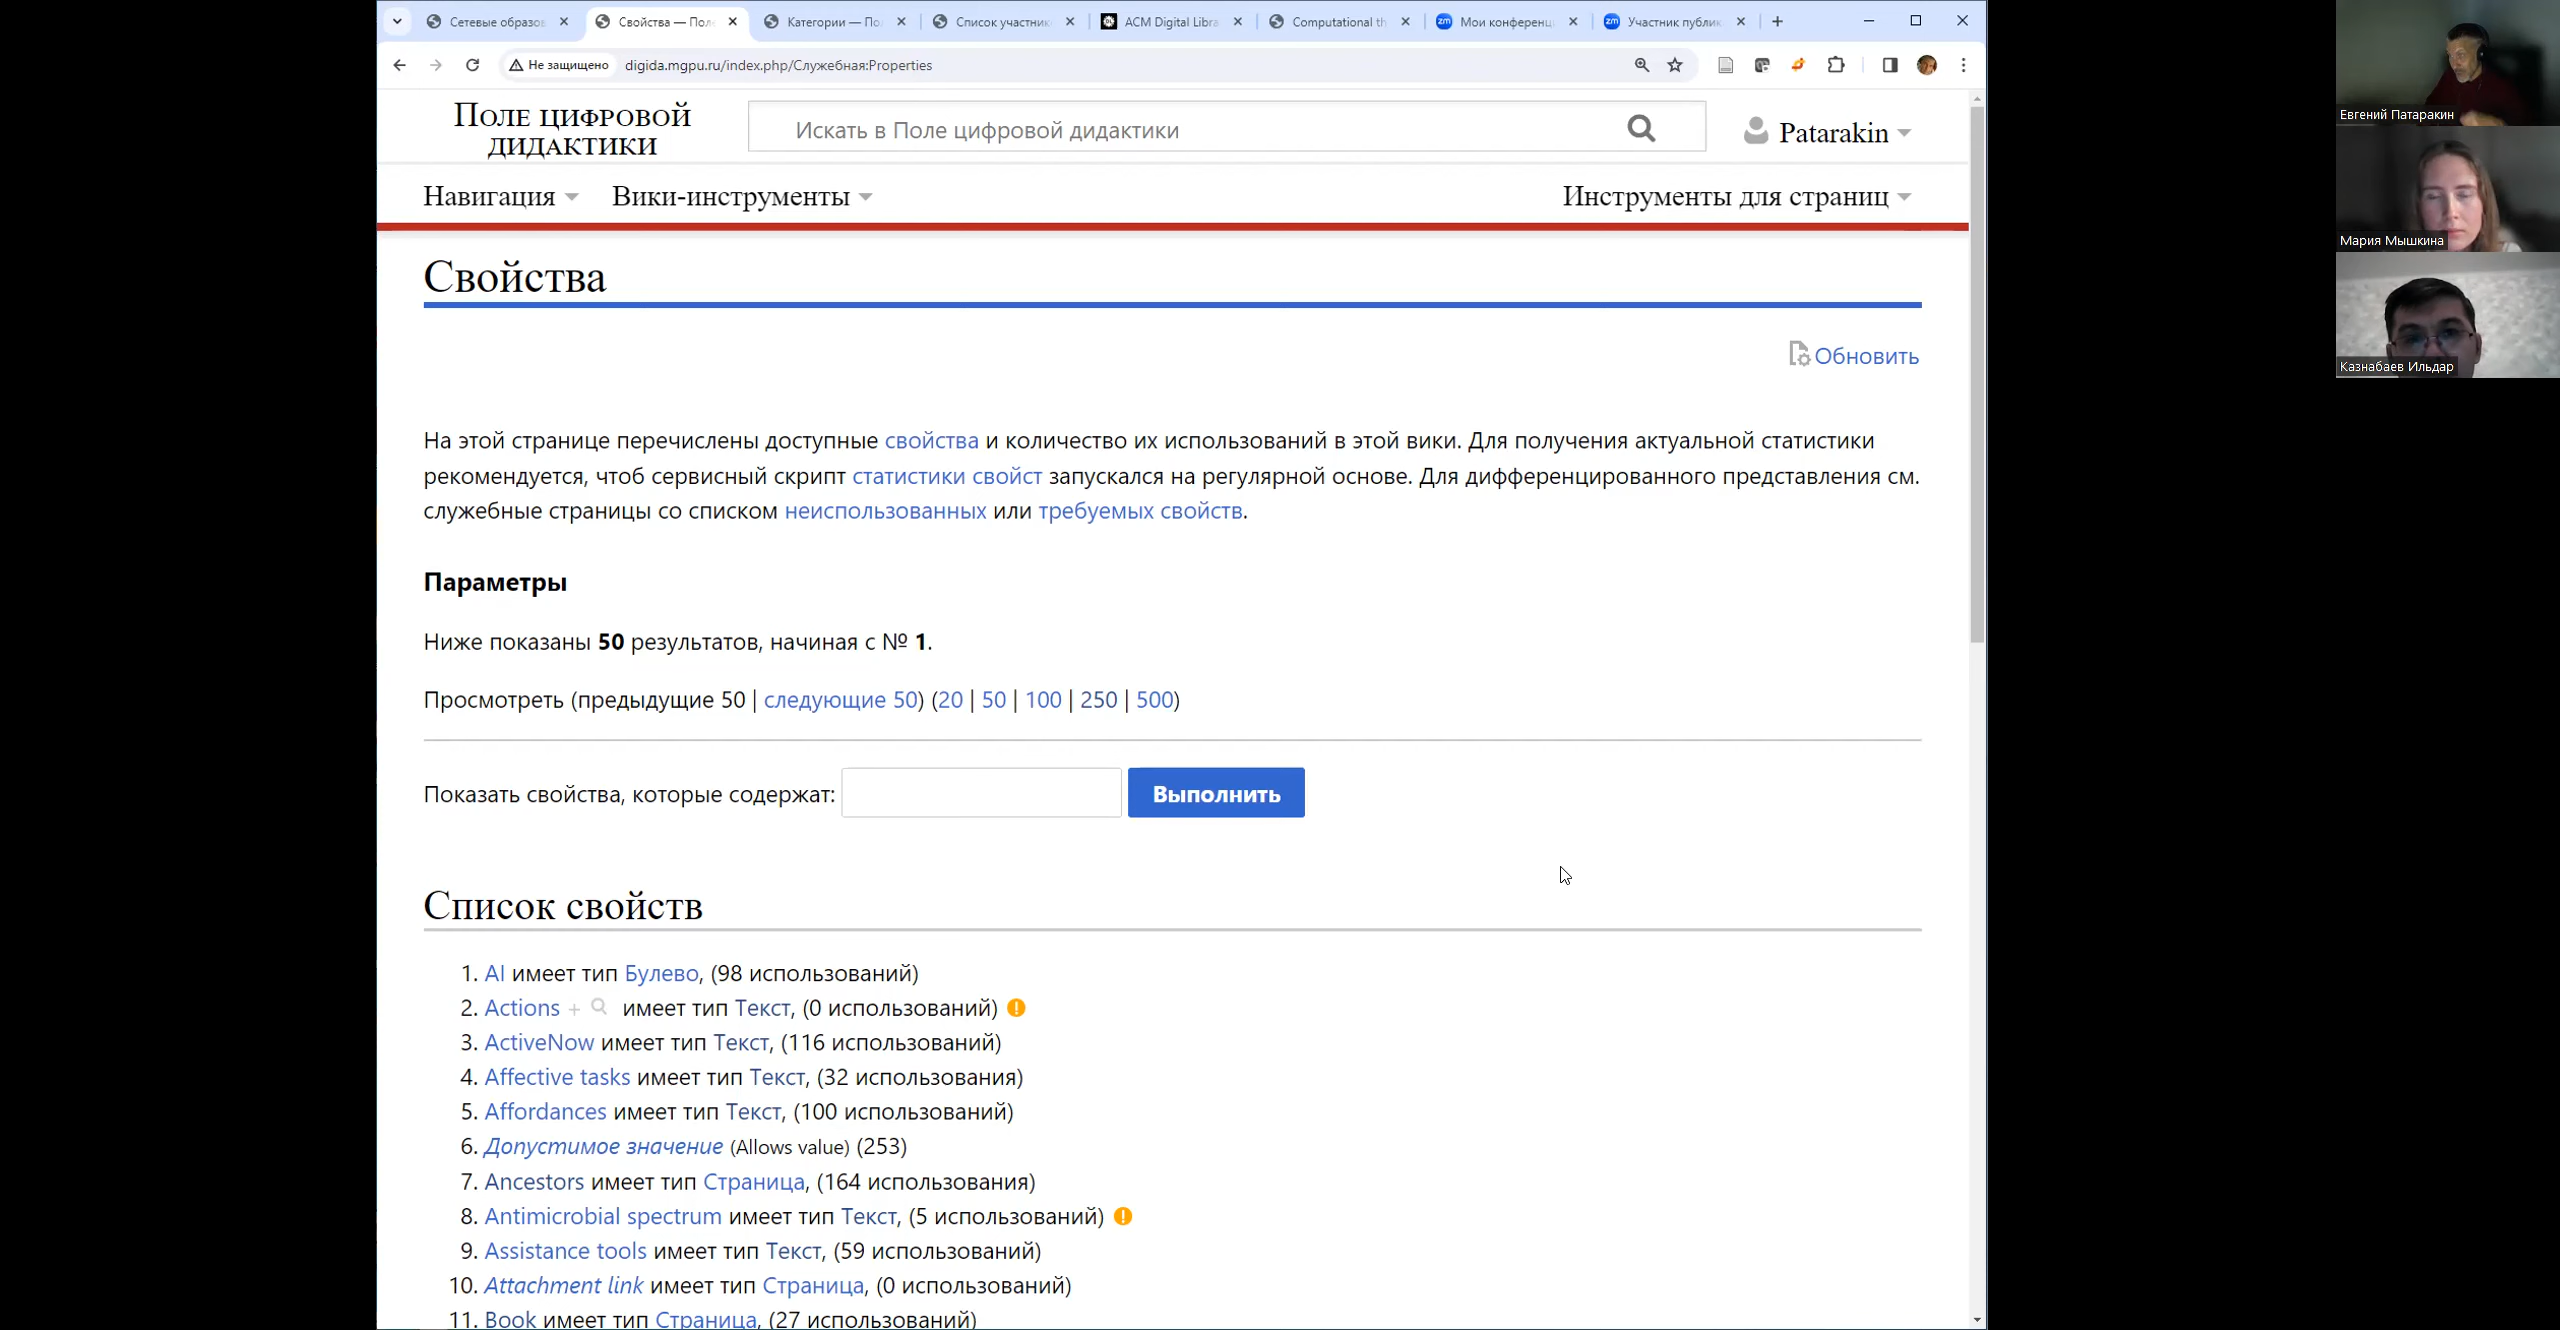 Сетевые образо
Свойства — Поле
Категории — По
Список участник
ACM Digital Libra
Computational th
Мои конференц
Участник публик
Не защищено
digida.mgpu.ru/index.php/Служебная:Properties
Поле цифровой
дидактики
Искать в Поле цифровой дидактики
Patarakin
Навигация
Вики-инструменты
Инструменты для страниц
Свойства
Обновить
На этой странице перечислены доступные свойства и количество их использований в этой вики. Для получения актуальной статистики
рекомендуется, чтоб сервисный скрипт статистики свойст запускался на регулярной основе. Для дифференцированного представления см.
служебные страницы со списком неиспользованных или требуемых свойств.
Параметры
Ниже показаны 50 результатов, начиная с № 1.
Просмотреть (предыдущие 50 | следующие 50) (20 | 50 | 100 | 250 | 500)
Показать свойства, которые содержат:
Выполнить
Список свойств
1. AI имеет тип Булево, (98 использований)
2. Actions + имеет тип Текст, (0 использований)
3. ActiveNow имеет тип Текст, (116 использований)
4. Affective tasks имеет тип Текст, (32 использования)
5. Affordances имеет тип Текст, (100 использований)
6. Допустимое значение (Allows value) (253)
7. Ancestors имеет тип Страница, (164 использования)
8. Antimicrobial spectrum имеет тип Текст, (5 использований)
9. Assistance tools имеет тип Текст, (59 использований)
10. Attachment link имеет тип Страница, (0 использований)
11. Book имеет тип Страница, (27 использований)
Евгений Патаракин
Мария Мышкина
Казнабаев Ильдар